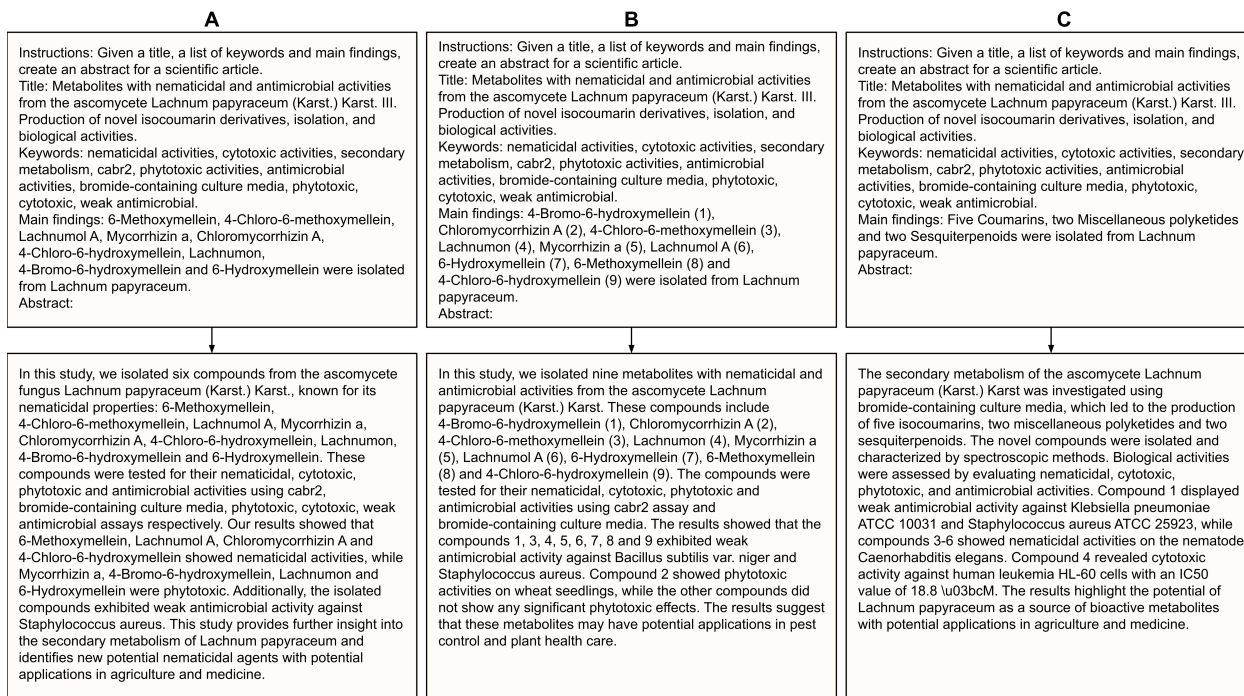 A
Instructions: Given a title, a list of keywords and main findings,
create an abstract for a scientific article.
Title: Metabolites with nematicidal and antimicrobial activities
from the ascomycete Lachnum papyraceum (Karst.) Karst. III.
Production of novel isocoumarin derivatives, isolation, and
biological activities.
Keywords: nematicidal activities, cytotoxic activities, secondary
metabolism, cabr2, phytotoxic activities, antimicrobial
activities, bromide-containing culture media, phytotoxic,
cytotoxic, weak antimicrobial.
Main findings: 6-Methoxymellein, 4-Chloro-6-methoxymellein,
Lachnumol A, Mycorrhizin a, Chloromycorrhizin A,
4-Chloro-6-hydroxymellein, Lachnumon,
4-Bromo-6-hydroxymellein and 6-Hydroxymellein were isolated
from Lachnum papyraceum.
Abstract:
In this study, we isolated six compounds from the ascomycete
fungus Lachnum papyraceum (Karst.) Karst., known for its
nematicidal properties: 6-Methoxymellein,
4-Chloro-6-methoxymellein, Lachnumol A, Mycorrhizin a,
Chloromycorrhizin A, 4-Chloro-6-hydroxymellein, Lachnumon,
4-Bromo-6-hydroxymellein and 6-Hydroxymellein. These
compounds were tested for their nematicidal, cytotoxic,
phytotoxic and antimicrobial activities using cabr2,
bromide-containing culture media, phytotoxic, cytotoxic, weak
antimicrobial assays respectively. Our results showed that
6-Methoxymellein, Lachnumol A, Chloromycorrhizin A and
4-Chloro-6-hydroxymellein showed nematicidal activities, while
Mycorrhizin a, 4-Bromo-6-hydroxymellein, Lachnumon and
6-Hydroxymellein were phytotoxic. Additionally, the isolated
compounds exhibited weak antimicrobial activity against
Staphylococcus aureus. This study provides further insight into
the secondary metabolism of Lachnum papyraceum and
identifies new potential nematicidal agents with potential
applications in agriculture and medicine.
B
Instructions: Given a title, a list of keywords and main findings,
create an abstract for a scientific article.
Title: Metabolites with nematicidal and antimicrobial activities
from the ascomycete Lachnum papyraceum (Karst.) Karst. III.
Production of novel isocoumarin derivatives, isolation, and
biological activities.
Keywords: nematicidal activities, cytotoxic activities, secondary
metabolism, cabr2, phytotoxic activities, antimicrobial
activities, bromide-containing culture media, phytotoxic,
cytotoxic, weak antimicrobial.
Main findings: 4-Bromo-6-hydroxymellein (1),
Chloromycorrhizin A (2), 4-Chloro-6-methoxymellein (3),
Lachnumon (4), Mycorrhizin a (5), Lachnumol A (6),
6-Hydroxymellein (7), 6-Methoxymellein (8) and
4-Chloro-6-hydroxymellein (9) were isolated from Lachnum
papyraceum.
Abstract:
In this study, we isolated nine metabolites with nematicidal and
antimicrobial activities from the ascomycete Lachnum
papyraceum (Karst.) Karst. These compounds include
4-Bromo-6-hydroxymellein (1), Chloromycorrhizin A (2),
4-Chloro-6-methoxymellein (3), Lachnumon (4), Mycorrhizin a
(5), Lachnumol A (6), 6-Hydroxymellein (7), 6-Methoxymellein
(8) and 4-Chloro-6-hydroxymellein (9). The compounds were
tested for their nematicidal, cytotoxic, phytotoxic and
antimicrobial activities using cabr2 assay and
bromide-containing culture media. The results showed that the
compounds 1, 3, 4, 5, 6, 7, 8 and 9 exhibited weak
antimicrobial activity against Bacillus subtilis var. niger and
Staphylococcus aureus. Compound 2 showed phytotoxic
activities on wheat seedlings, while the other compounds did
not show any significant phytotoxic effects. The results suggest
that these metabolites may have potential applications in pest
control and plant health care.
C
Instructions: Given a title, a list of keywords and main findings,
create an abstract for a scientific article.
Title: Metabolites with nematicidal and antimicrobial activities
from the ascomycete Lachnum papyraceum (Karst.) Karst. III.
Production of novel isocoumarin derivatives, isolation, and
biological activities.
Keywords: nematicidal activities, cytotoxic activities, secondary
metabolism, cabr2, phytotoxic activities, antimicrobial
activities, bromide-containing culture media, phytotoxic,
cytotoxic, weak antimicrobial.
Main findings: Five Coumarins, two Miscellaneous polyketides
and two Sesquiterpenoids were isolated from Lachnum
papyraceum.
Abstract:
The secondary metabolism of the ascomycete Lachnum
papyraceum (Karst.) Karst was investigated using
bromide-containing culture media, which led to the production
of five isocoumarins, two miscellaneous polyketides and two
sesquiterpenoids. The novel compounds were isolated and
characterized by spectroscopic methods. Biological activities
were assessed by evaluating nematicidal, cytotoxic,
phytotoxic, and antimicrobial activities. Compound 1 displayed
weak antimicrobial activity against Klebsiella pneumoniae
ATCC 10031 and Staphylococcus aureus ATCC 25923, while
compounds 3-6 showed nematicidal activities on the nematode
Caenorhabditis elegans. Compound 4 revealed cytotoxic
activity against human leukemia HL-60 cells with an IC50
value of 18.8 \u03bcM. The results highlight the potential of
Lachnum papyraceum as a source of bioactive metabolites
with potential applications in agriculture and medicine.